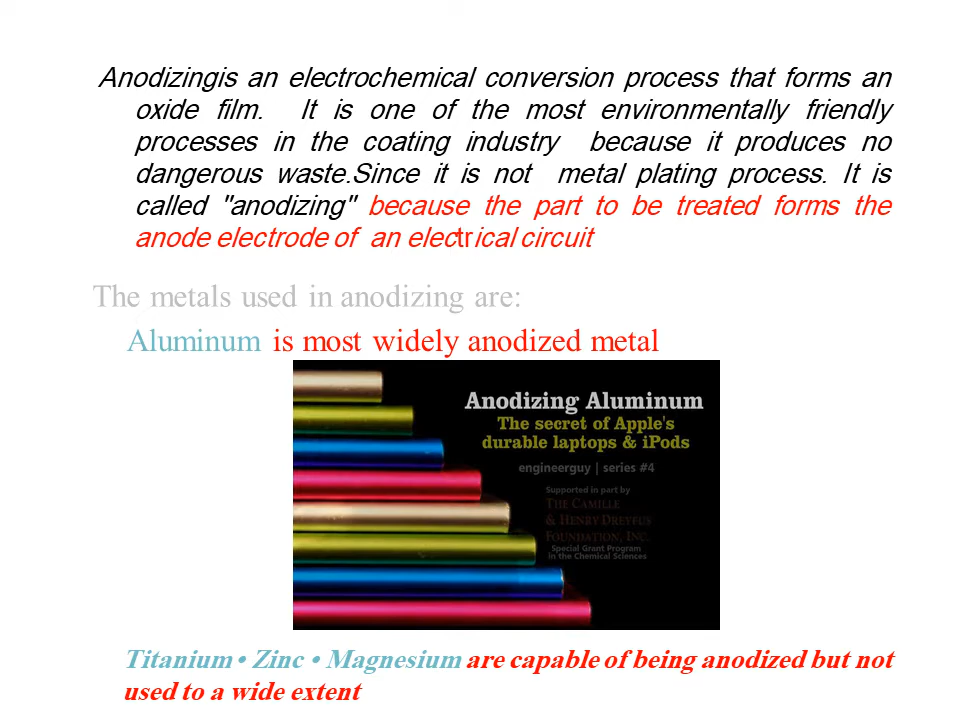 Anodizingis an electrochemical conversion process that forms an
oxide film. It is one of the most environmentally friendly
processes in the coating industry because it produces no
dangerous waste.Since it is not metal plating process. It is
called "anodizing" because the part to be treated forms the
anode electrode of an electrical circuit
The metals used in anodizing are:
Aluminum is most widely anodized metal
Anodizing Aluminum
The secret of Apple's
durable laptops & iPods
engineerguy | series #4
Supported in part by
THE CAMILLE
& HENRY DREYFUS
FOUNDATION, INC.
Special Grant Program
in the Chemical Sciences
Titanium • Zinc • Magnesium are capable of being anodized but not
used to a wide extent